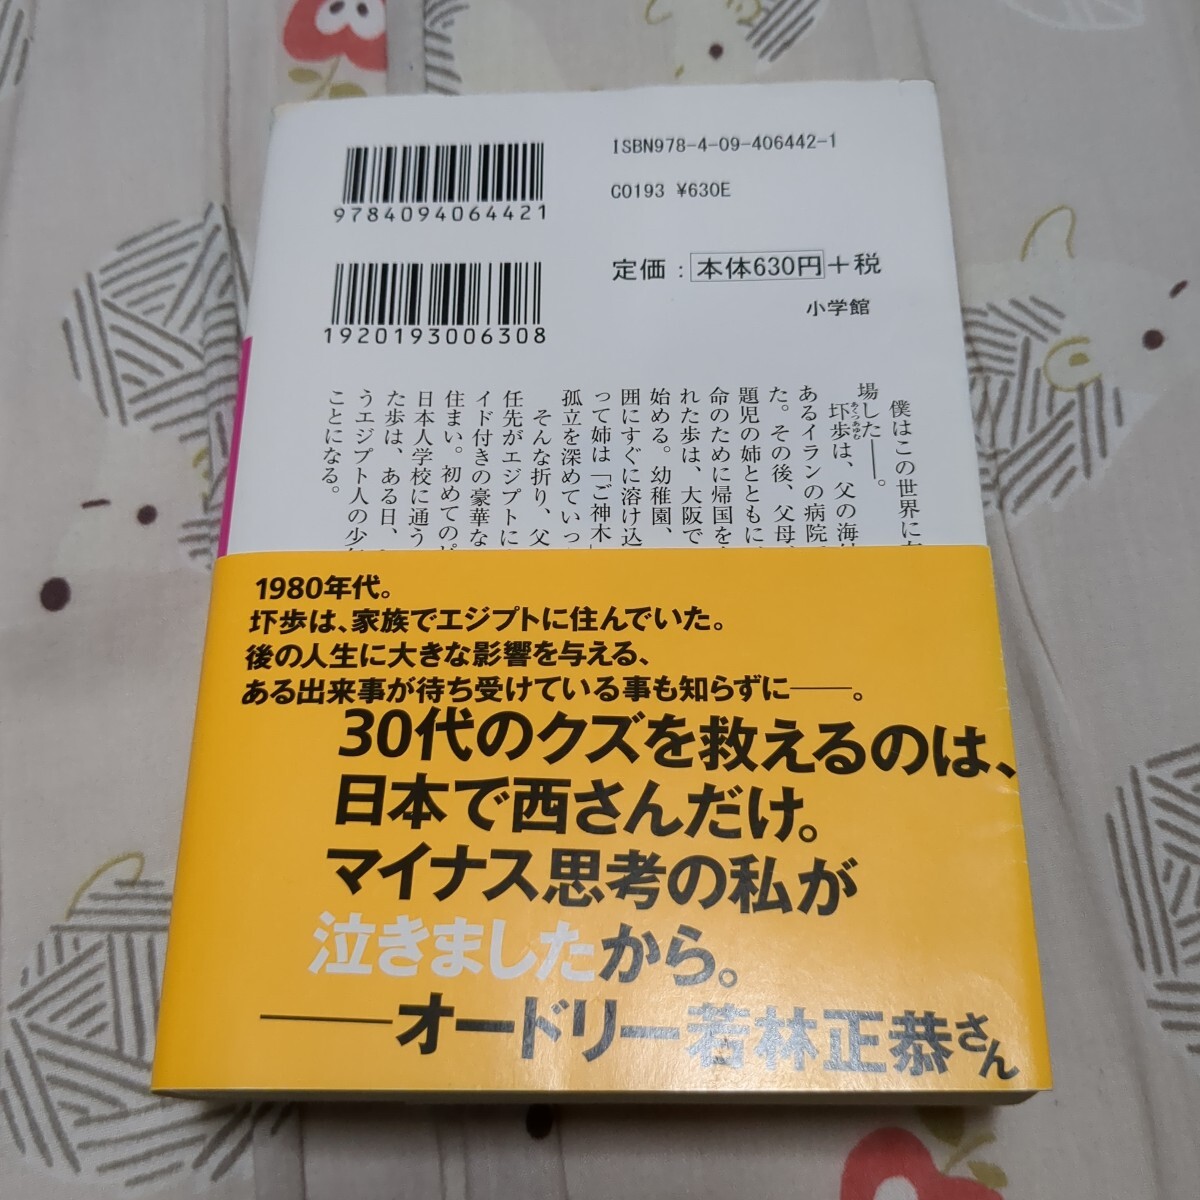 9784094064421
ISBN978-4-09-406442-1
C0193 ¥630E
1920193006308
定価：本体630円＋税
小学館
僕はこの世界に
場した――。
圷歩は、父の海
あくつあゆむ
あるイランの病院
た。その後、父母、
題児の姉とともに
命のために帰国を
れた歩は、大阪で
始める。幼稚園、
囲にすぐに溶け込
って姉は「ご神木」
孤立を深めていっ
そんな折り、父
任先がエジプトに
イド付きの豪華な
住まい。初めてのピ
日本人学校に通う
た歩は、ある日、
うエジプト人の少
ことになる。
1980年代。
圷歩は、家族でエジプトに住んでいた。
後の人生に大きな影響を与える、
ある出来事が待ち受けている事も知らずに――。
30代のクズを救えるのは、
日本で西さんだけ。
マイナス思考の私が
泣きましたから。
――オードリー若林正恭さん